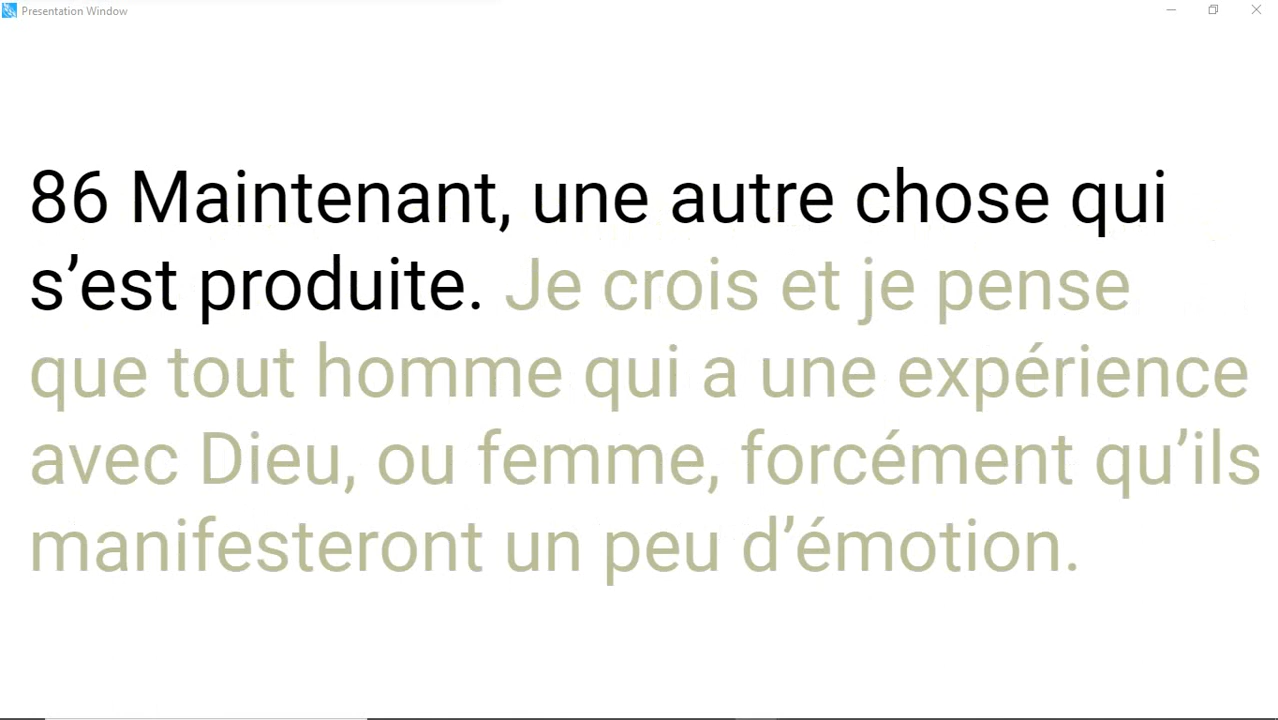 Presentation Window
86 Maintenant, une autre chose qui
s’est produite. Je crois et je pense
que tout homme qui a une expérience
avec Dieu, ou femme, forcément qu’ils
manifesteront un peu d’émotion.